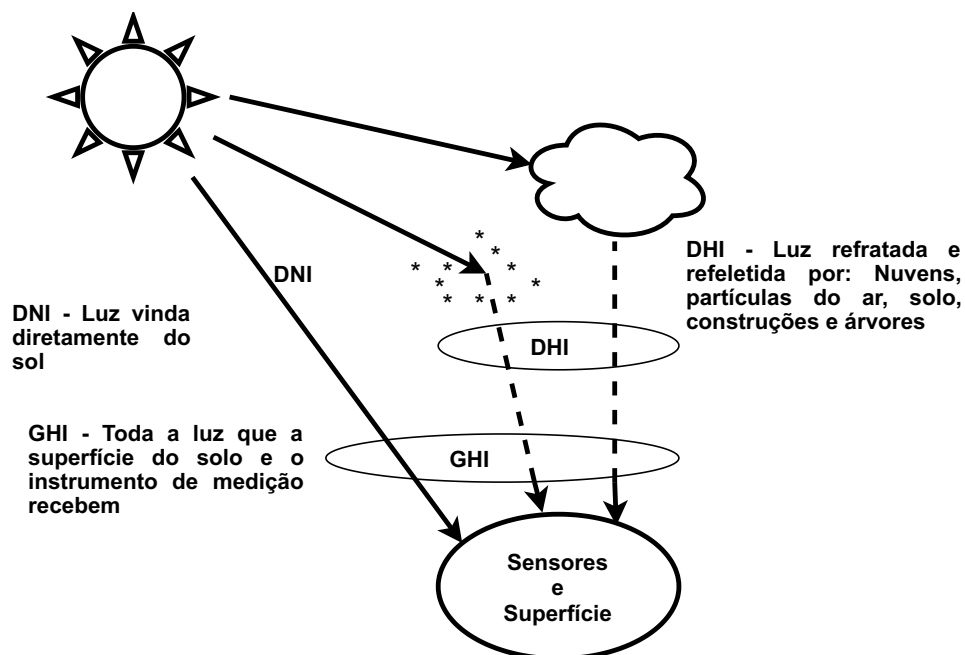 DNI
DNI - Luz vinda
diretamente do
sol
DHI - Luz refratada e
refeletida por: Nuvens,
partículas do ar, solo,
construções e árvores
DHI
GHI - Toda a luz que a
superfície do solo e o
instrumento de medição
recebem
GHI
Sensores
e
Superfície